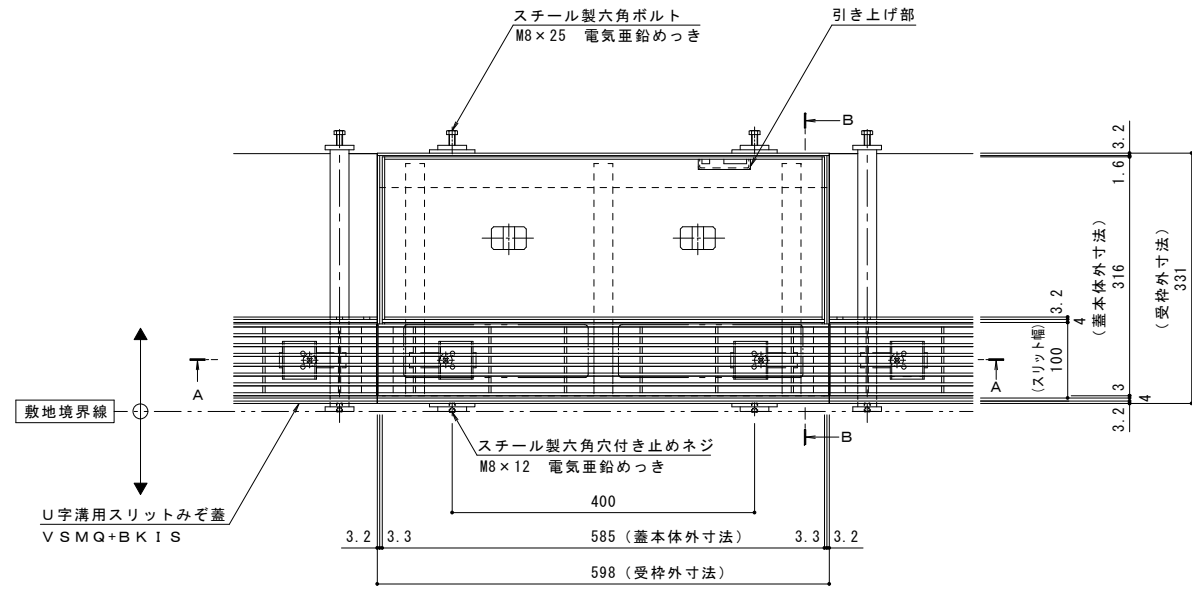 スチール製六角ボルト
M8×25 電気亜鉛めっき
引き上げ部
B
3.2
1.6
(蓋本体外寸法)
316
(受枠外寸法)
331
3.2
4
(スリット幅)
100
A
A
3
4
3.2
敷地境界線
B
スチール製六角穴付き止めネジ
M8×12 電気亜鉛めっき
400
U字溝用スリットみぞ蓋
VSMQ+BKIS
3.2
3.3
585(蓋本体外寸法)
3.3
3.2
598(受枠外寸法)